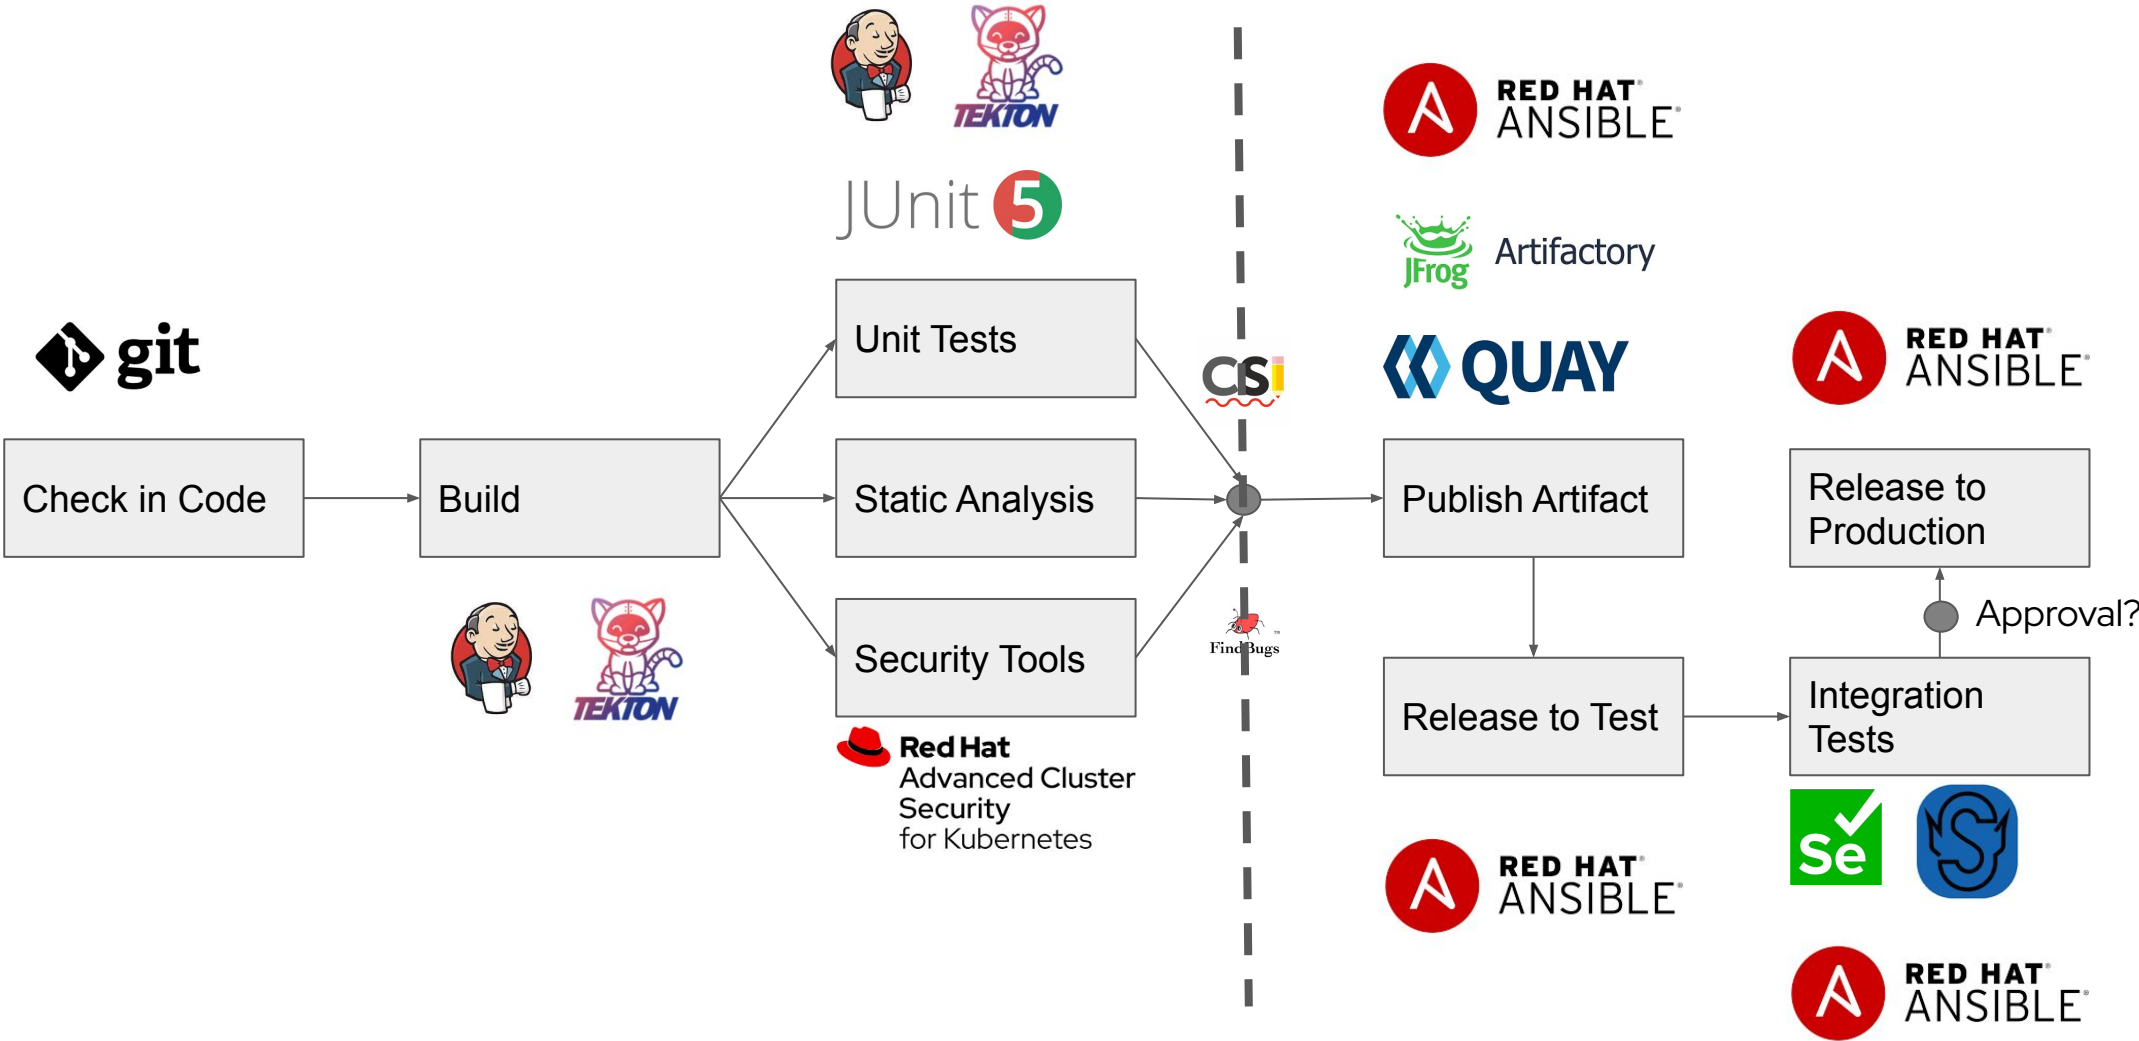 TEKTON
RED HAT
ANSIBLE
JUnit 5
JFrog
Artifactory
git
Unit Tests
QUAY
RED HAT
ANSIBLE
Check in Code
Build
Static Analysis
Publish Artifact
Release to
Production
Approval?
TEKTON
Security Tools
FindBugs
Release to Test
Integration
Tests
Red Hat
Advanced Cluster
Security
for Kubernetes
Se
RED HAT
ANSIBLE
RED HAT
ANSIBLE